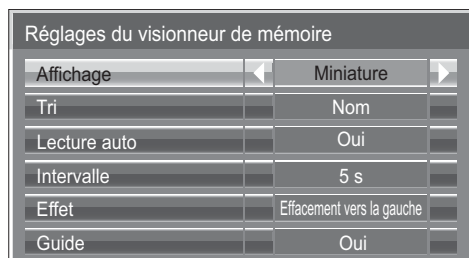 Réglages du visionneur de mémoire
Affichage Miniature
Tri Nom
Lecture auto Oui
Intervalle 5 s
Effet Effacement vers la gauche
Guide Oui